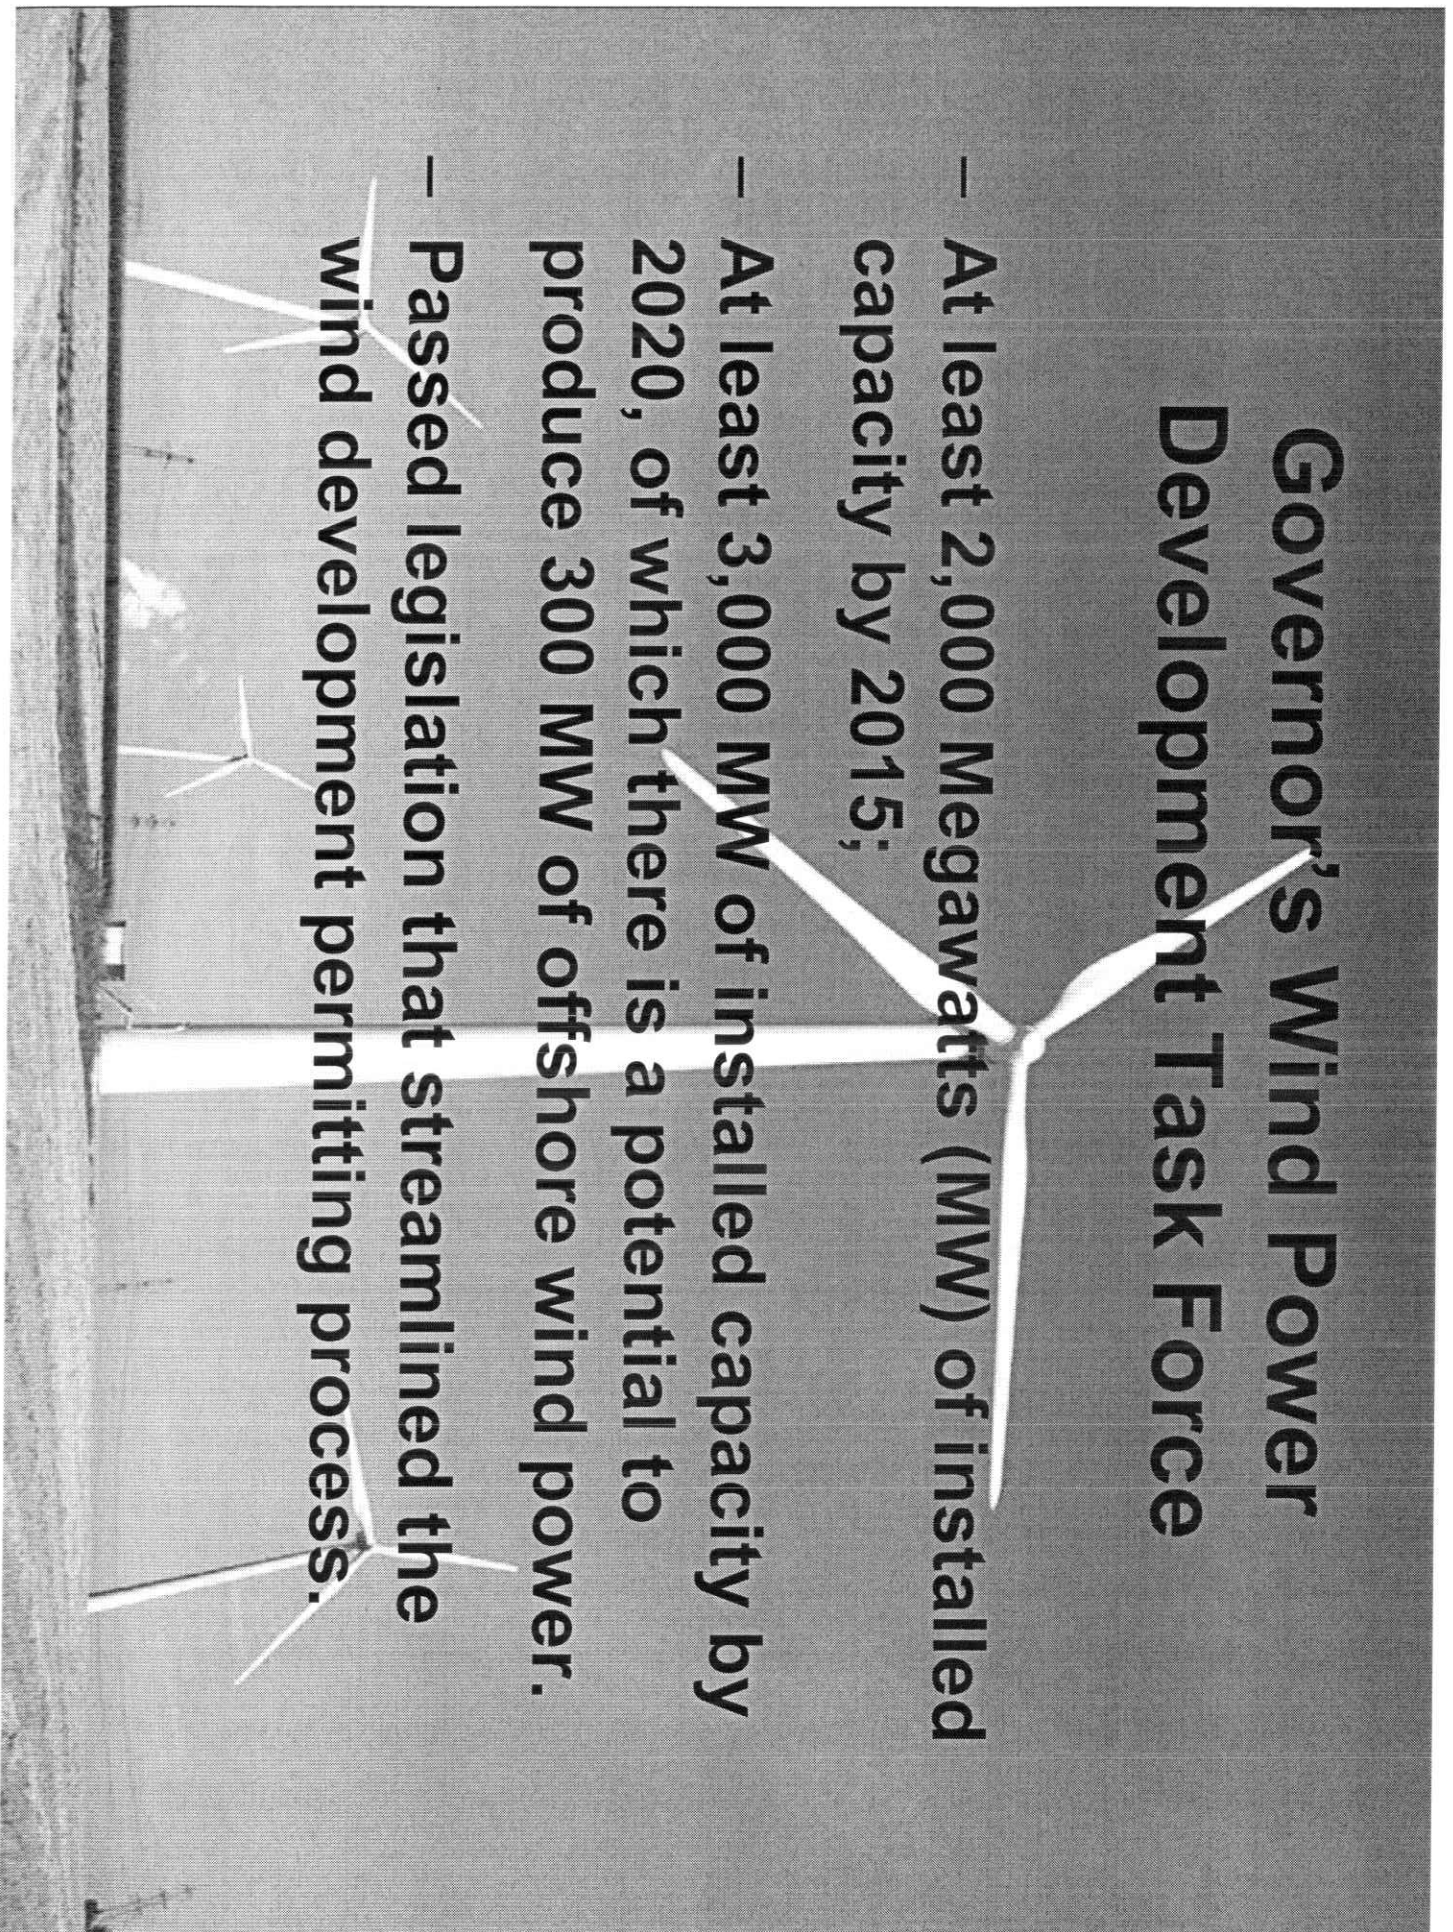 Governor's Wind Power
Development Task Force
– At least 2,000 Megawatts (MW) of installed
capacity by 2015;
– At least 3,000 MW of installed capacity by
2020, of which there is a potential to
produce 300 MW of offshore wind power.
– Passed legislation that streamlined the
wind development permitting process.